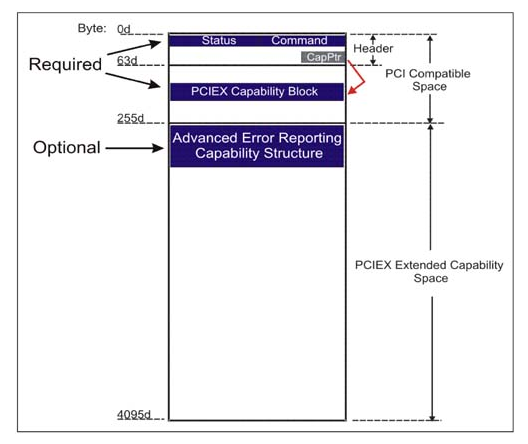 Byte: 0d
Status Command
Header
CapPtr
63d
Required
PCI Compatible
Space
PCIEX Capability Block
255d
Optional
Advanced Error Reporting
Capability Structure
PCIEX Extended Capability
Space
4095d